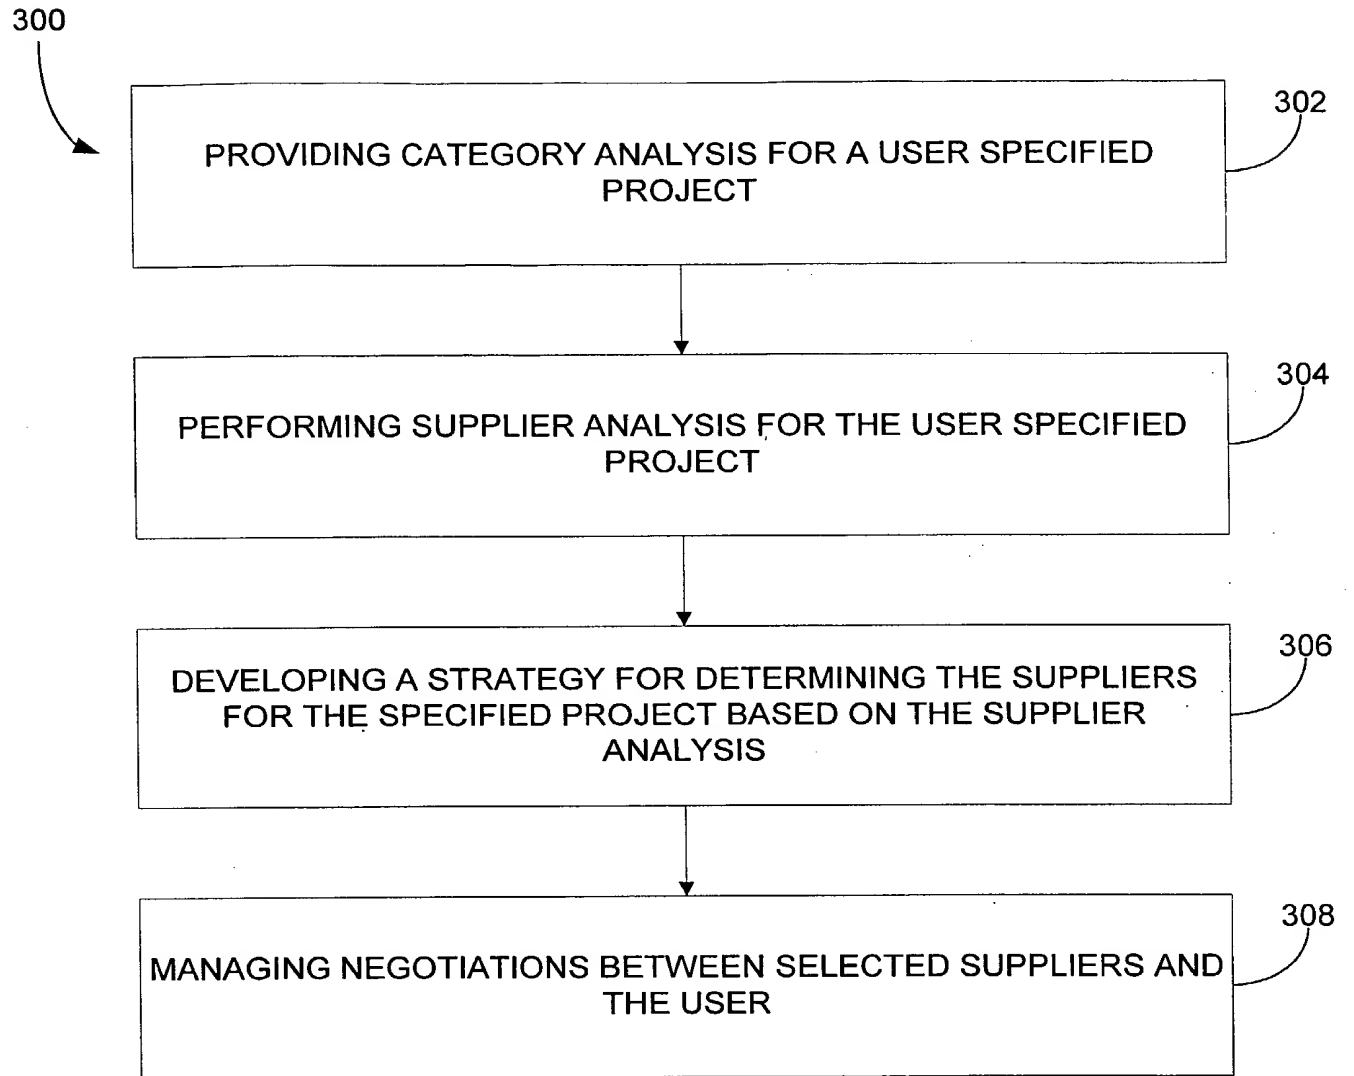 300
302
PROVIDING CATEGORY ANALYSIS FOR A USER SPECIFIED
PROJECT
304
PERFORMING SUPPLIER ANALYSIS FOR THE USER SPECIFIED
PROJECT
306
DEVELOPING A STRATEGY FOR DETERMINING THE SUPPLIERS
FOR THE SPECIFIED PROJECT BASED ON THE SUPPLIER
ANALYSIS
308
MANAGING NEGOTIATIONS BETWEEN SELECTED SUPPLIERS AND
THE USER